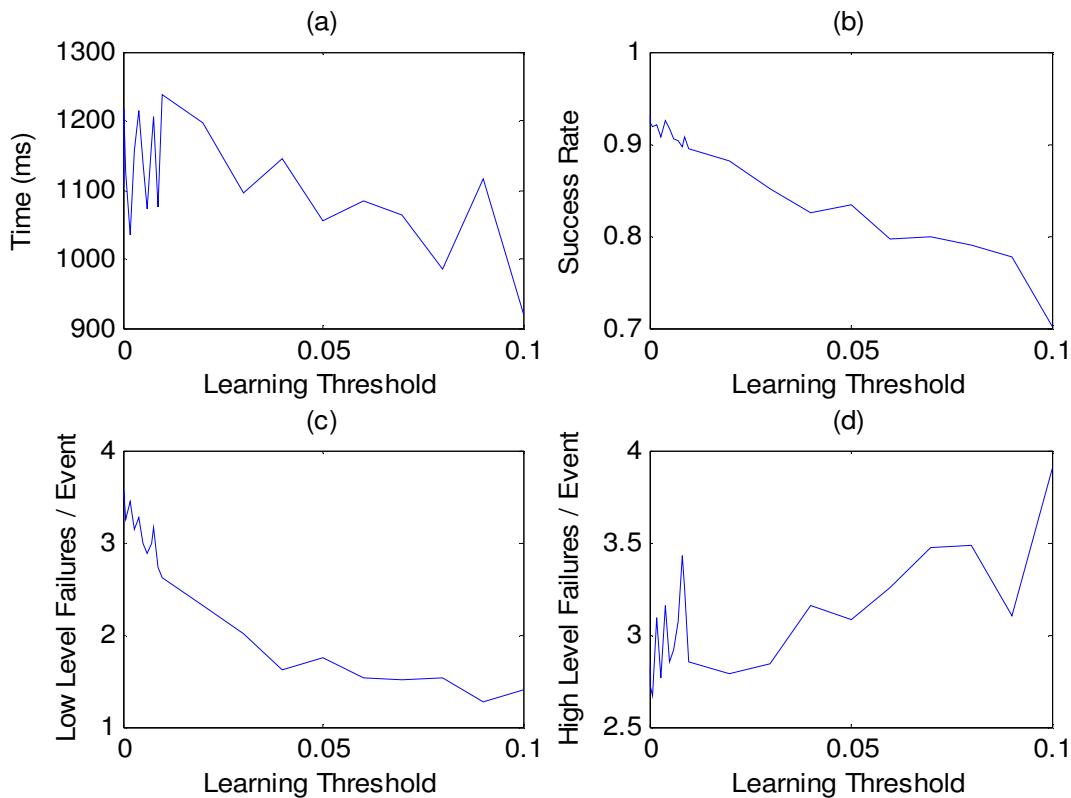 (a)
1300
1200
1100
1000
900
Time (ms)
0
0.05
0.1
Learning Threshold
(b)
1
0.9
0.8
0.7
Success Rate
0
0.05
0.1
Learning Threshold
(c)
4
3
2
1
Low Level Failures / Event
0
0.05
0.1
Learning Threshold
(d)
4
3.5
3
2.5
High Level Failures / Event
0
0.05
0.1
Learning Threshold